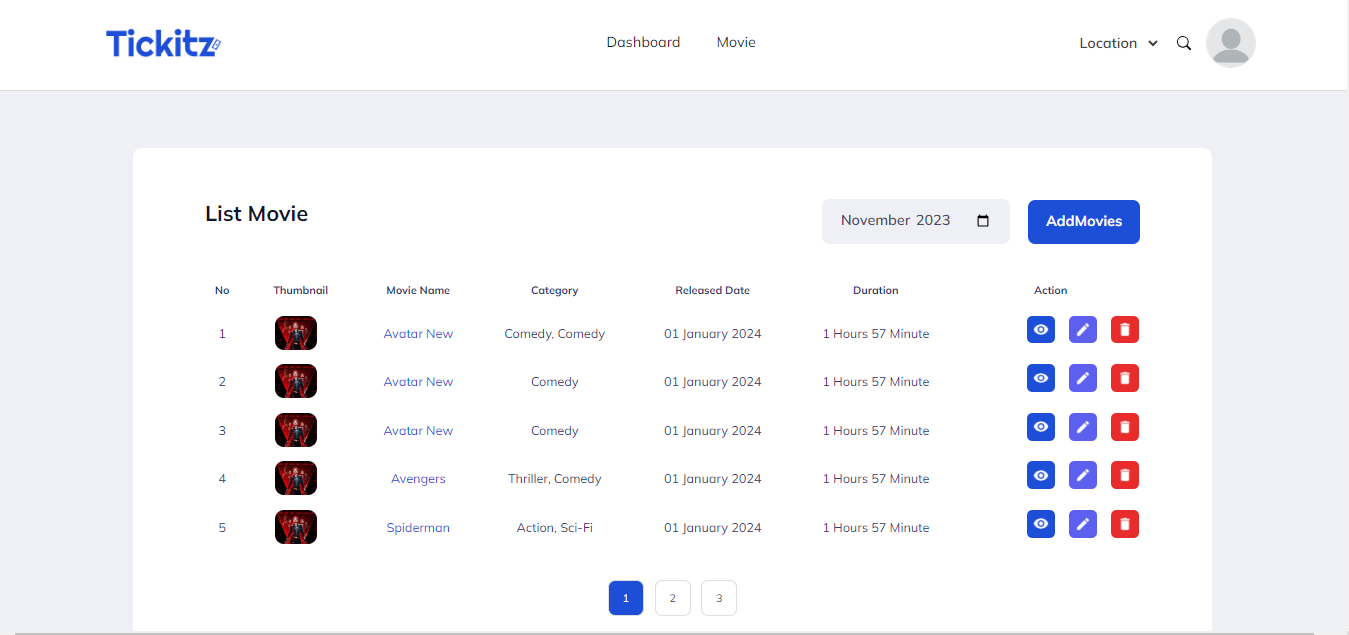 Tickitz Dashboard Movie Location
List Movie November 2023 AddMovies
No Thumbnail Movie Name Category Released Date Duration Action
1 Avatar New Comedy, Comedy 01 January 2024 1 Hours 57 Minute
2 Avatar New Comedy 01 January 2024 1 Hours 57 Minute
3 Avatar New Comedy 01 January 2024 1 Hours 57 Minute
4 Avengers Thriller, Comedy 01 January 2024 1 Hours 57 Minute
5 Spiderman Action, Sci-Fi 01 January 2024 1 Hours 57 Minute
1 2 3